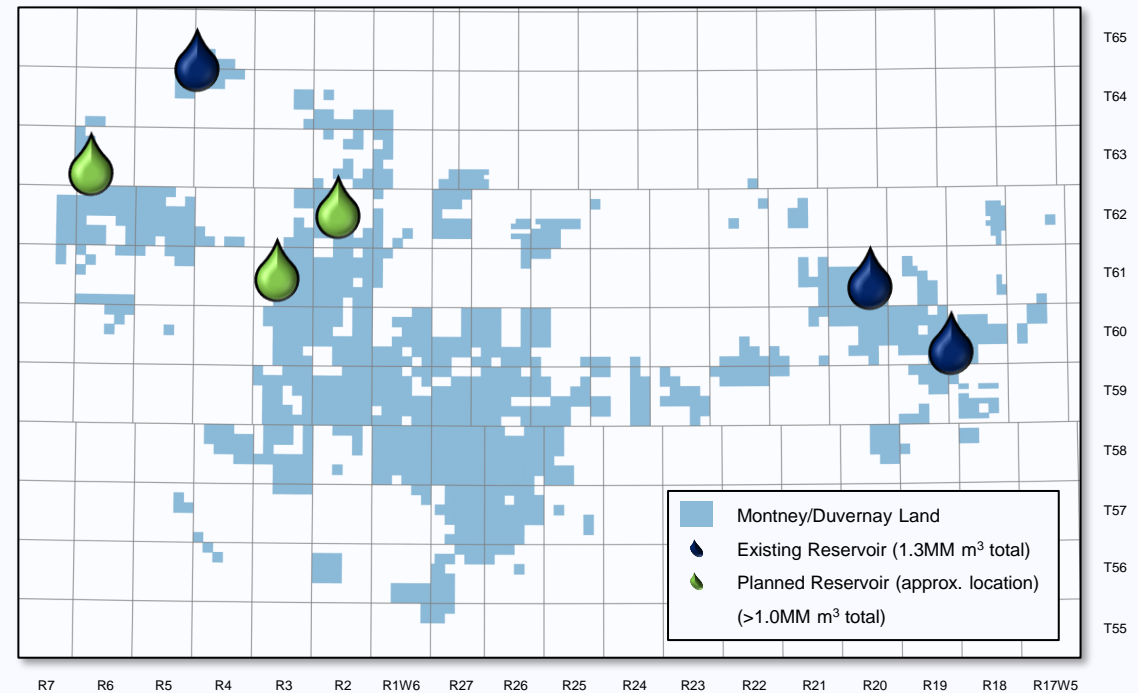 T65
T64
T63
T62
T61
T60
T59
T58
T57
T56
T55
Montney/Duvernay Land
Existing Reservoir (1.3MM m³ total)
Planned Reservoir (approx. location)
(>1.0MM m³ total)
R7 R6 R5 R4 R3 R2 R1W6 R27 R26 R25 R24 R23 R22 R21 R20 R19 R18 R17W5